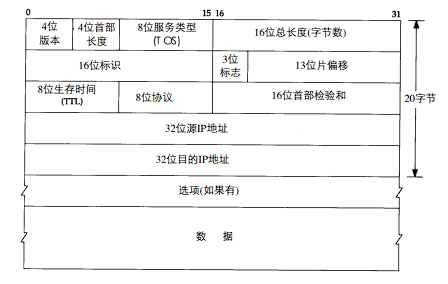 0 15 16 31
4位版本 4位首部长度 8位服务类型(TOS) 16位总长度(字节数)
16位标识 3位标志 13位片偏移
8位生存时间(TTL) 8位协议 16位首部检验和
20字节
32位源IP地址
32位目的IP地址
选项(如果有)
数 据